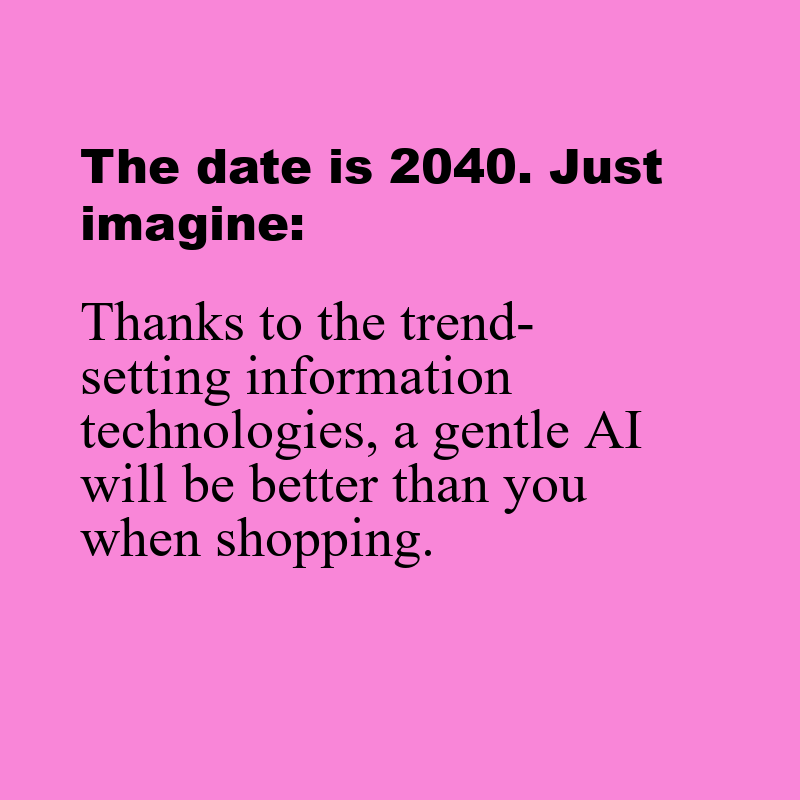 The date is 2040. Just
imagine:
Thanks to the trend-
setting information
technologies, a gentle AI
will be better than you
when shopping.